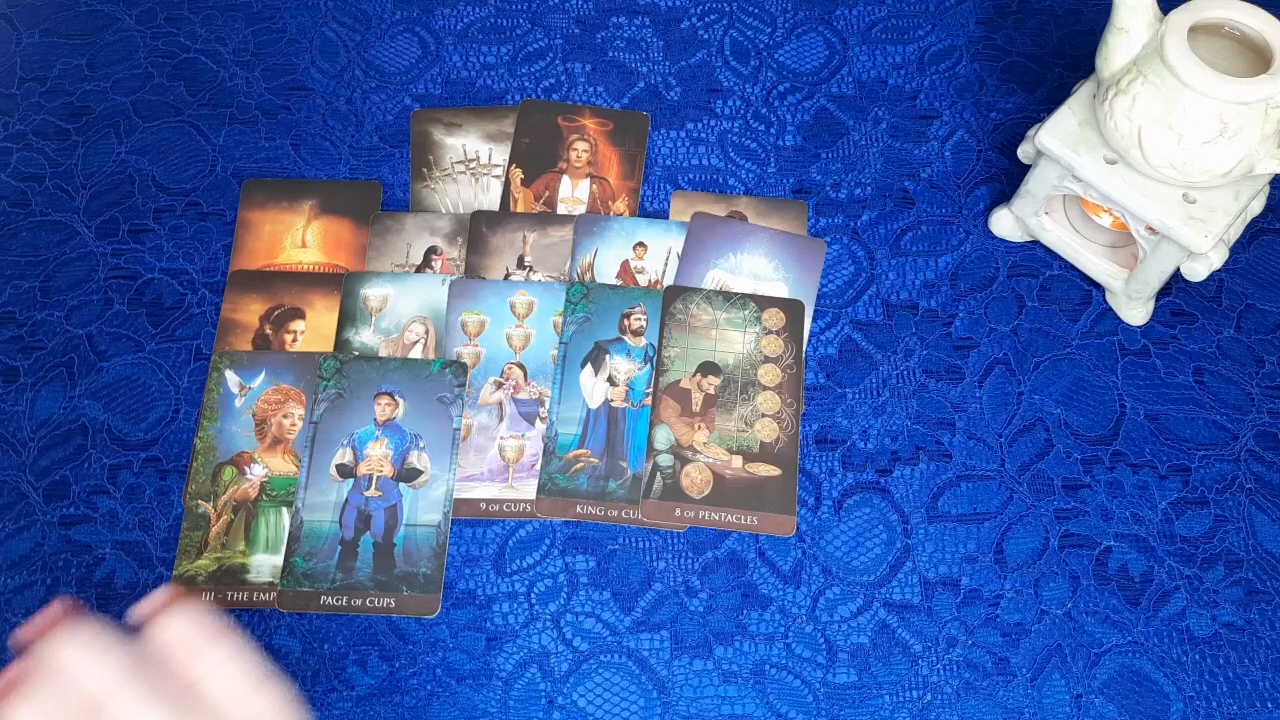 9 OF CUPS
KING OF CU
8 OF PENTACLES
III - THE EMP
PAGE OF CUPS